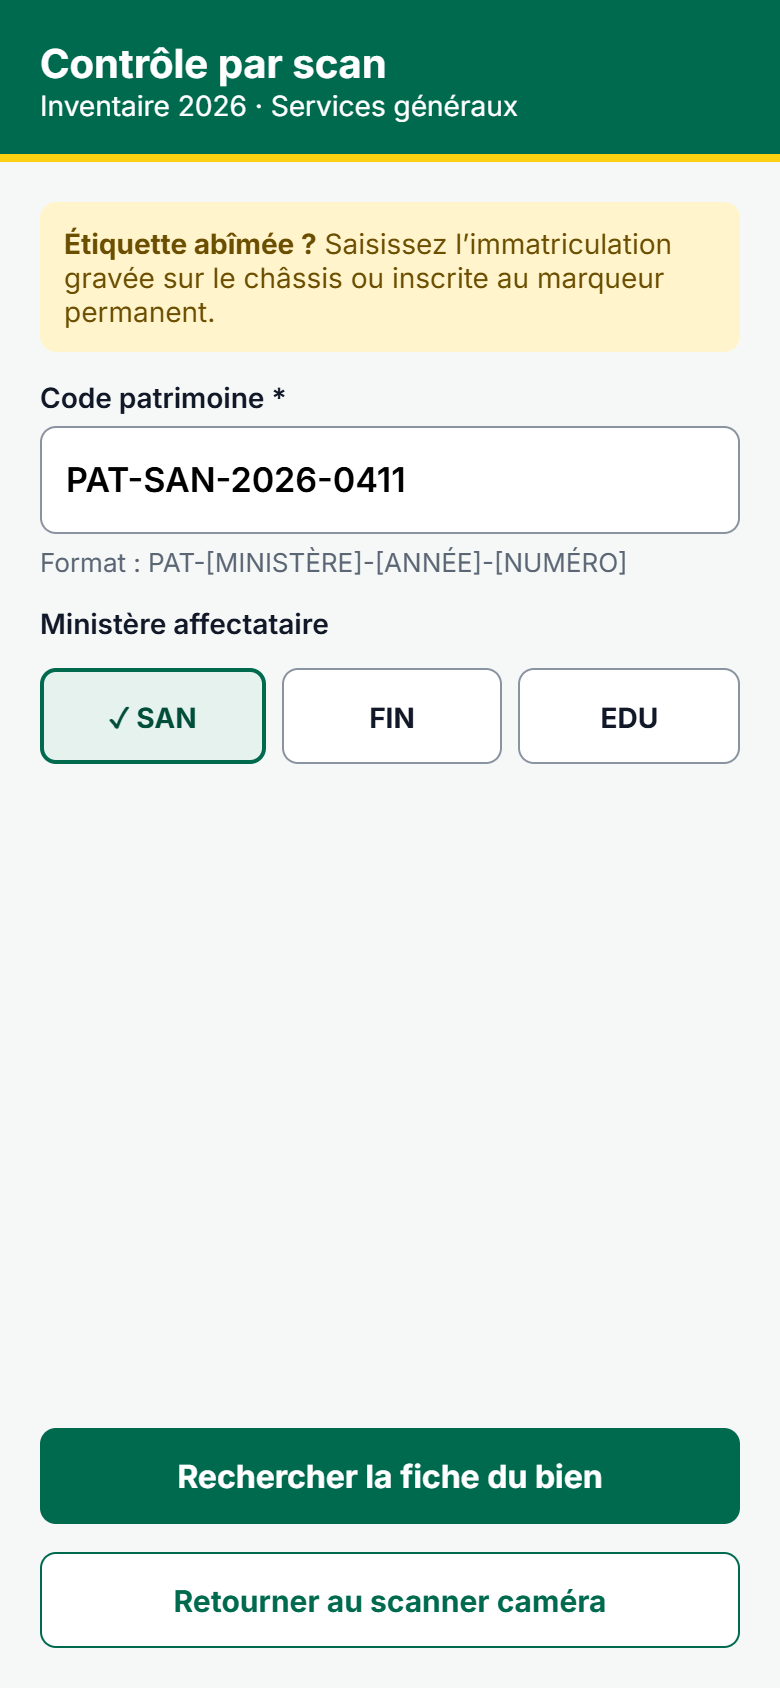 Contrôle par scan
Inventaire 2026 · Services généraux
Étiquette abîmée ? Saisissez l’immatriculation
gravée sur le châssis ou inscrite au marqueur
permanent.
Code patrimoine *
PAT-SAN-2026-0411
Format : PAT-[MINISTÈRE]-[ANNÉE]-[NUMÉRO]
Ministère affectataire
✓ SAN
FIN
EDU
Rechercher la fiche du bien
Retourner au scanner caméra